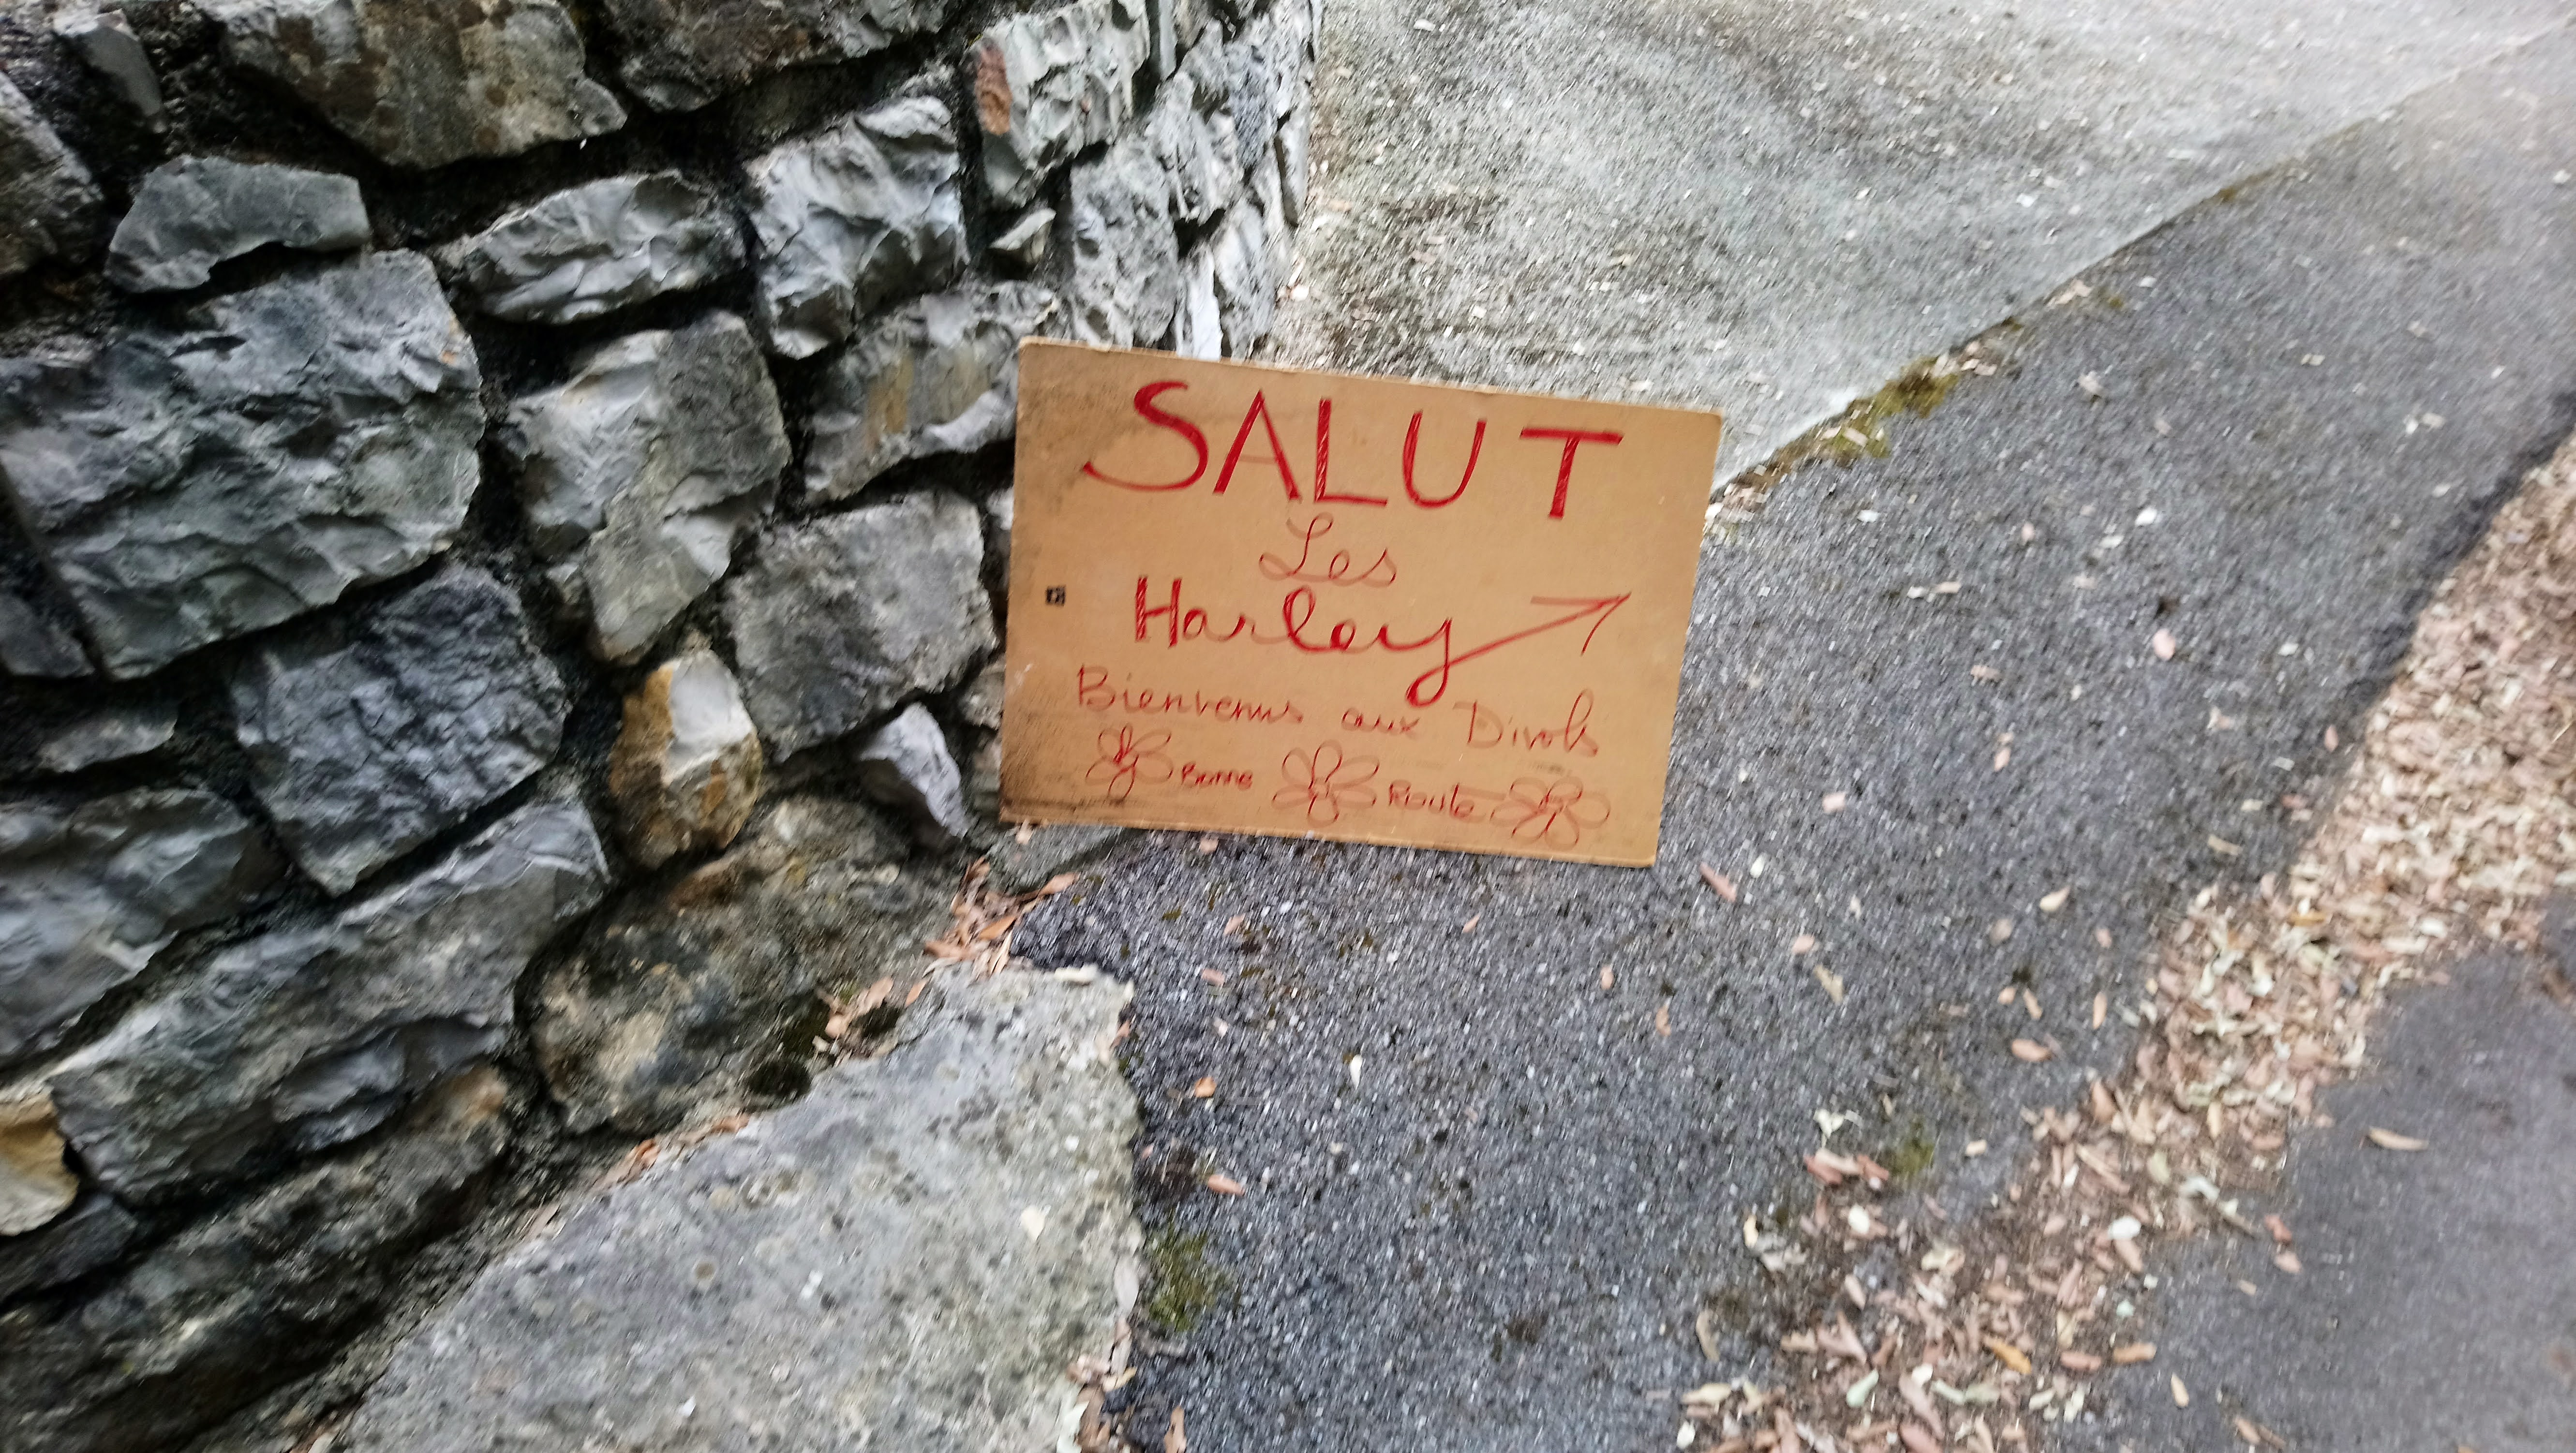 SALUT
Les
Harley
Bienvenus aux Divols
Bonne Route